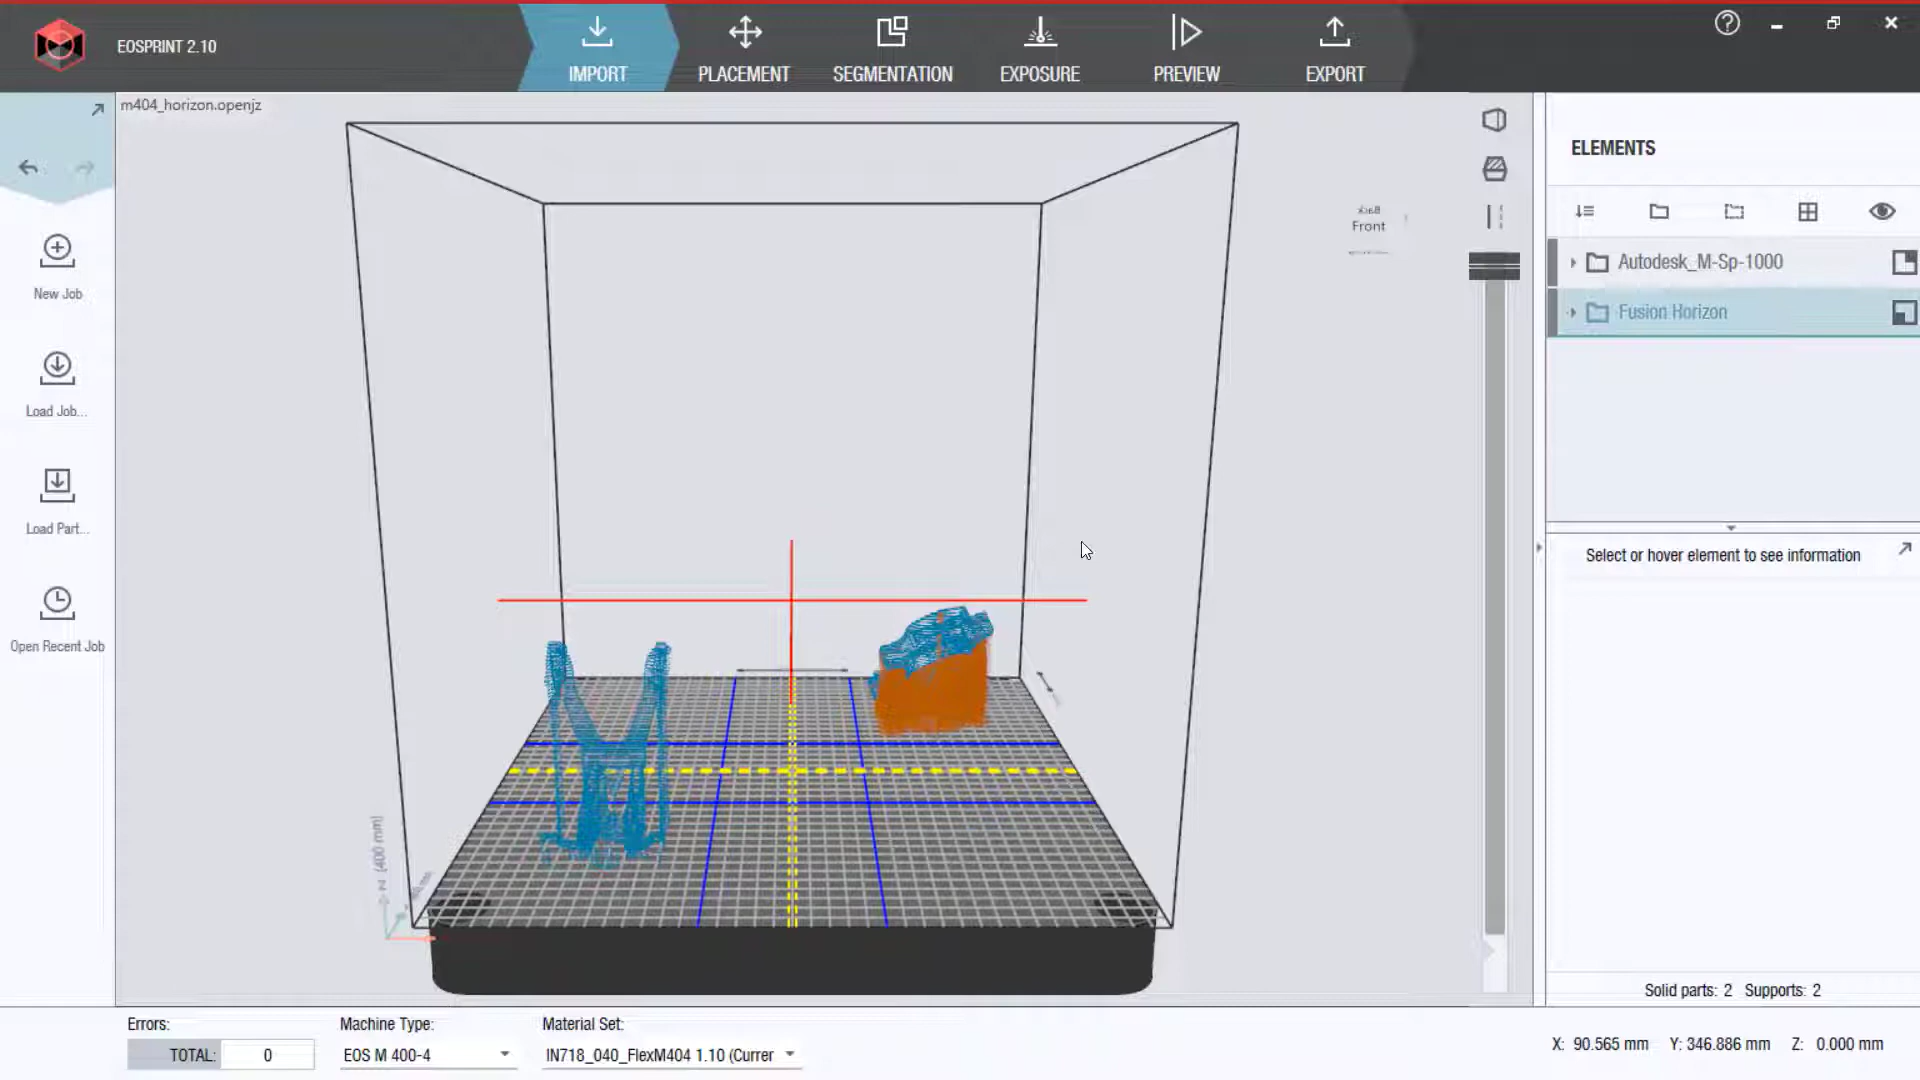 EOSPRINT 2.10
IMPORT
PLACEMENT
SEGMENTATION
EXPOSURE
PREVIEW
EXPORT
m404_horizon.openjz
New Job
Load Job...
Load Part...
Open Recent Job
Back
Front
Z (400 mm)
ELEMENTS
Autodesk_M-Sp-1000
Fusion Horizon
Select or hover element to see information
Solid parts: 2 Supports: 2
Errors:
TOTAL: 0
Machine Type:
EOS M 400-4
Material Set:
IN718_040_FlexM404 1.10 (Currer
X: 90.565 mm Y: 346.886 mm Z: 0.000 mm